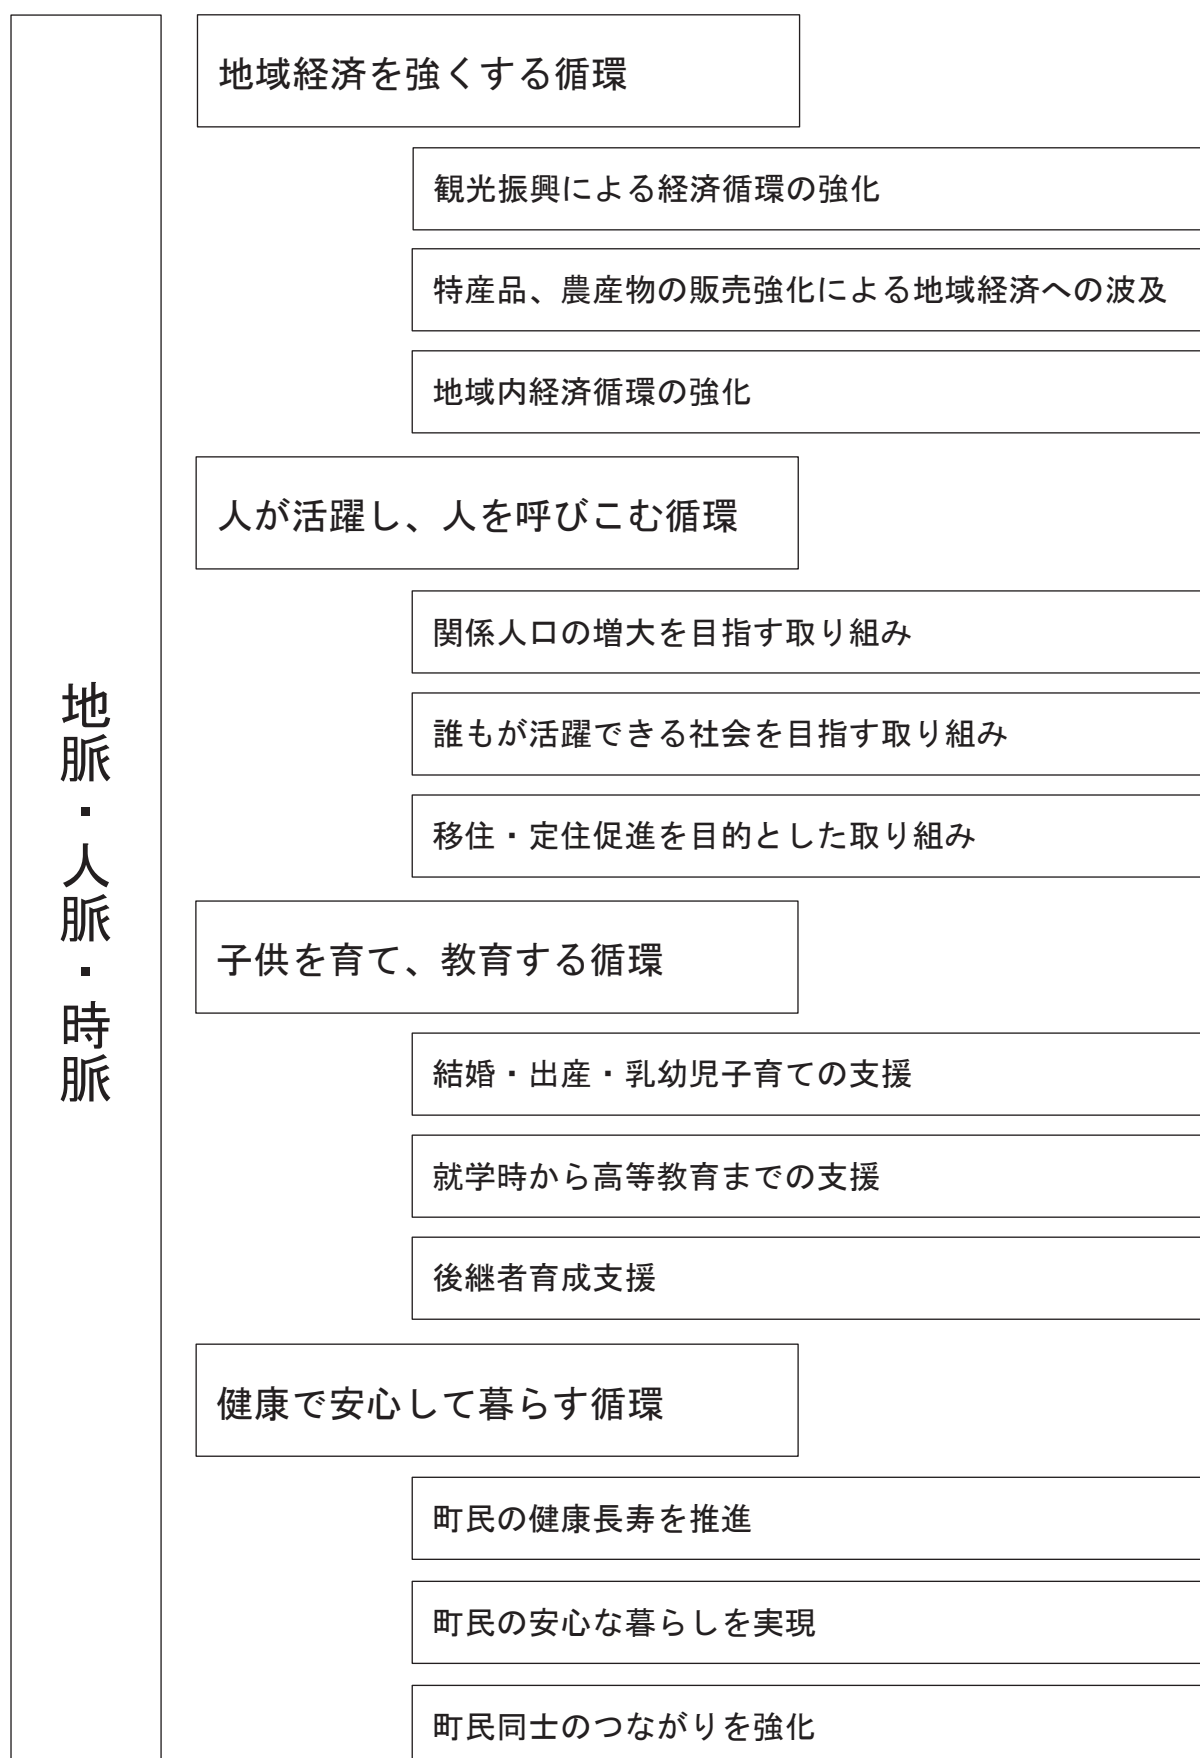 地脈・人脈・時脈
地域経済を強くする循環
観光振興による経済循環の強化
特産品、農産物の販売強化による地域経済への波及
地域内経済循環の強化
人が活躍し、人を呼びこむ循環
関係人口の増大を目指す取り組み
誰もが活躍できる社会を目指す取り組み
移住・定住促進を目的とした取り組み
子供を育て、教育する循環
結婚・出産・乳幼児子育ての支援
就学時から高等教育までの支援
後継者育成支援
健康で安心して暮らす循環
町民の健康長寿を推進
町民の安心な暮らしを実現
町民同士のつながりを強化